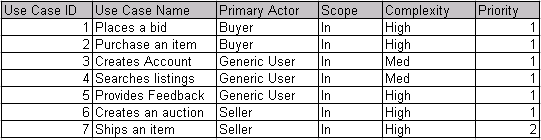 Use Case ID Use Case Name Primary Actor Scope Complexity Priority
1 Places a bid Buyer In High 1
2 Purchase an item Buyer In High 1
3 Creates Account Generic User In Med 1
4 Searches listings Generic User In Med 1
5 Provides Feedback Generic User In High 1
6 Creates an auction Seller In High 1
7 Ships an item Seller In High 2